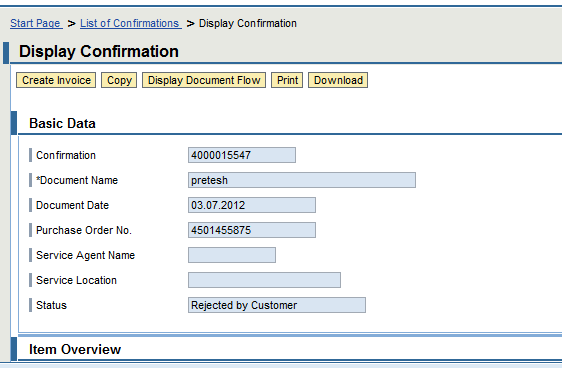 Start Page > List of Confirmations > Display Confirmation
Display Confirmation
Create Invoice Copy Display Document Flow Print Download
Basic Data
Confirmation 4000015547
*Document Name pretesh
Document Date 03.07.2012
Purchase Order No. 4501455875
Service Agent Name
Service Location
Status Rejected by Customer
Item Overview